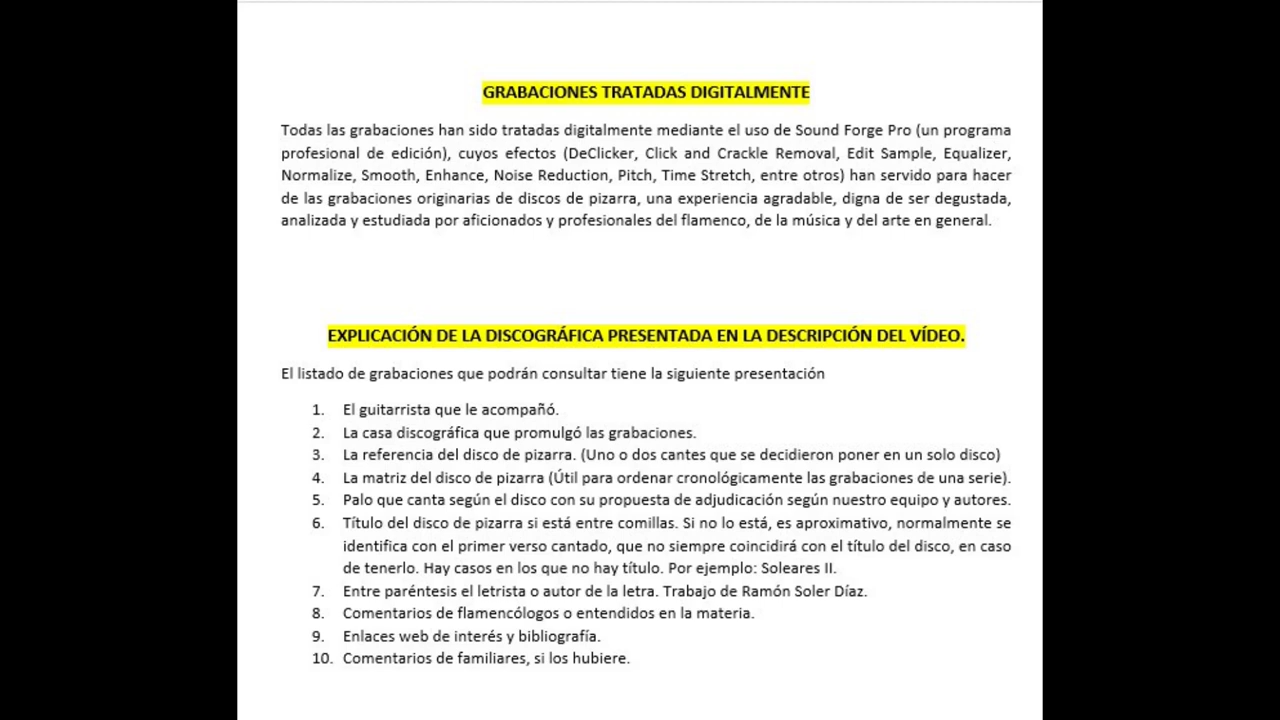 GRABACIONES TRATADAS DIGITALMENTE
Todas las grabaciones han sido tratadas digitalmente mediante el uso de Sound Forge Pro (un programa
profesional de edición), cuyos efectos (DeClicker, Click and Crackle Removal, Edit Sample, Equalizer,
Normalize, Smooth, Enhance, Noise Reduction, Pitch, Time Stretch, entre otros) han servido para hacer
de las grabaciones originarias de discos de pizarra, una experiencia agradable, digna de ser degustada,
analizada y estudiada por aficionados y profesionales del flamenco, de la música y del arte en general.
EXPLICACIÓN DE LA DISCOGRÁFICA PRESENTADA EN LA DESCRIPCIÓN DEL VÍDEO.
El listado de grabaciones que podrán consultar tiene la siguiente presentación
1. El guitarrista que le acompañó.
2. La casa discográfica que promulgó las grabaciones.
3. La referencia del disco de pizarra. (Uno o dos cantes que se decidieron poner en un solo disco)
4. La matriz del disco de pizarra (Útil para ordenar cronológicamente las grabaciones de una serie).
5. Palo que canta según el disco con su propuesta de adjudicación según nuestro equipo y autores.
6. Título del disco de pizarra si está entre comillas. Si no lo está, es aproximativo, normalmente se
identifica con el primer verso cantado, que no siempre coincidirá con el título del disco, en caso
de tenerlo. Hay casos en los que no hay título. Por ejemplo: Soleares II.
7. Entre paréntesis el letrista o autor de la letra. Trabajo de Ramón Soler Díaz.
8. Comentarios de flamencólogos o entendidos en la materia.
9. Enlaces web de interés y bibliografía.
10. Comentarios de familiares, si los hubiere.